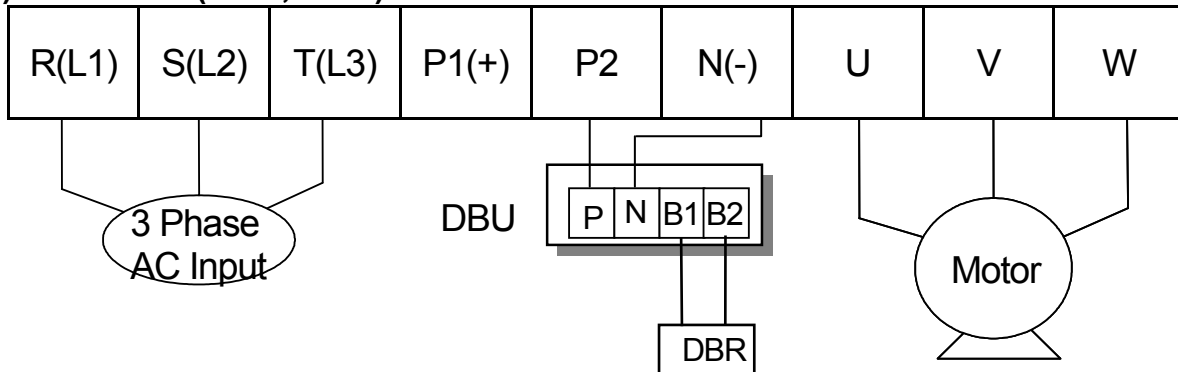 R(L1) S(L2) T(L3) P1(+) P2 N(-) U V W
DBU
P N B1 B2
3 Phase
AC Input
Motor
DBR